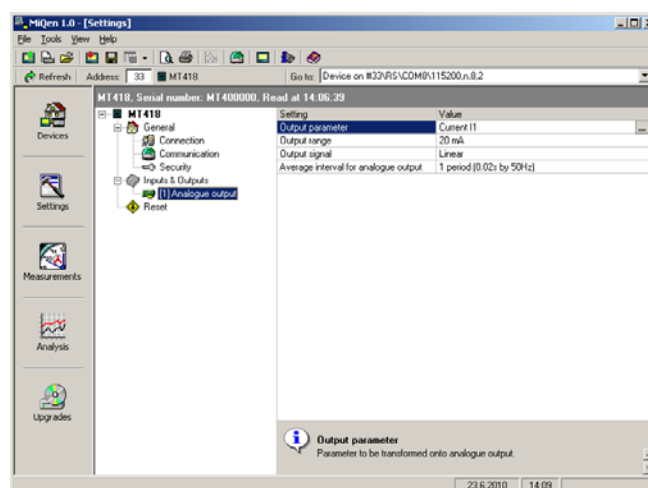 MiQen 1.0 - [Settings]
File Tools View Help
Refresh Address: 33 MT418 Go to: Device on #33\RS\COM8\115200,n,8,2
MT418, Serial number: MT400000, Read at 14:06:39
Devices
Settings
Measurements
Analysis
Upgrades
MT418
General
Connection
Communication
Security
Inputs & Outputs
[1] Analogue output
Reset
Setting Value
Output parameter Current I1 ...
Output range 20 mA
Output signal Linear
Average interval for analogue output 1 period (0.02s by 50Hz)
Output parameter
Parameter to be transformed onto analogue output.
23.6.2010 14:09